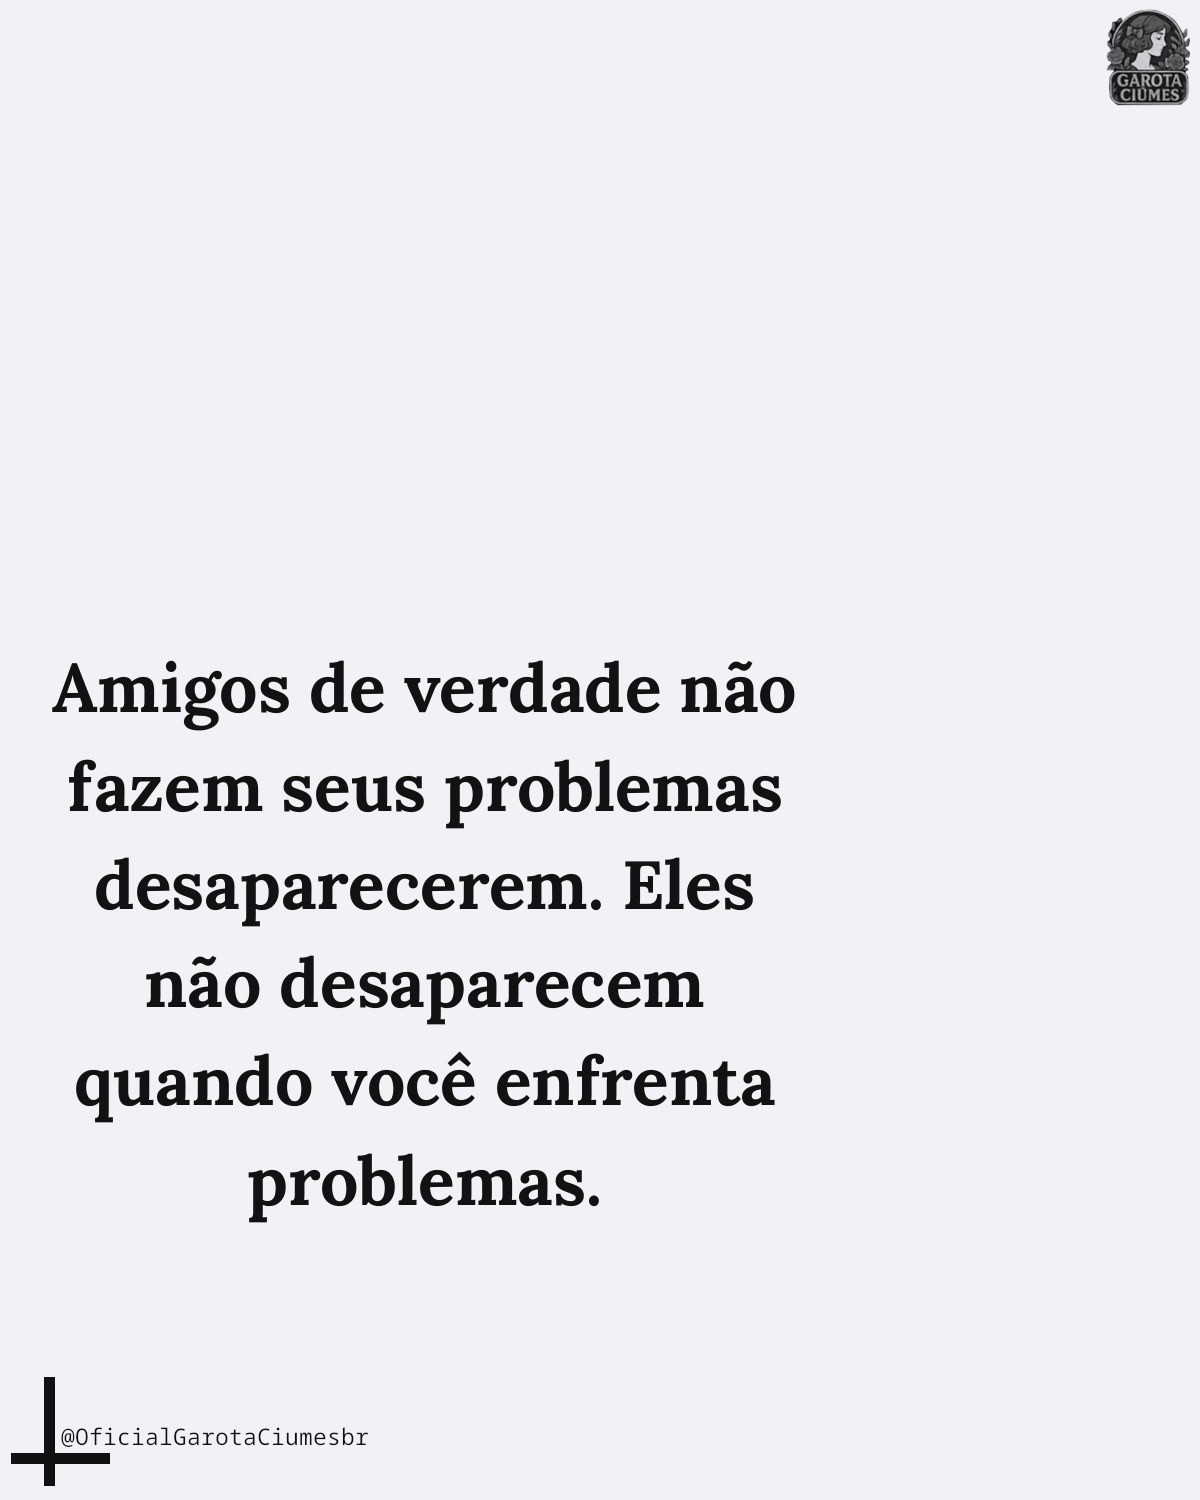 GAROTA
CIÚMES
Amigos de verdade não
fazem seus problemas
desaparecerem. Eles
não desaparecem
quando você enfrenta
problemas.
@OficialGarotaCiumesbr